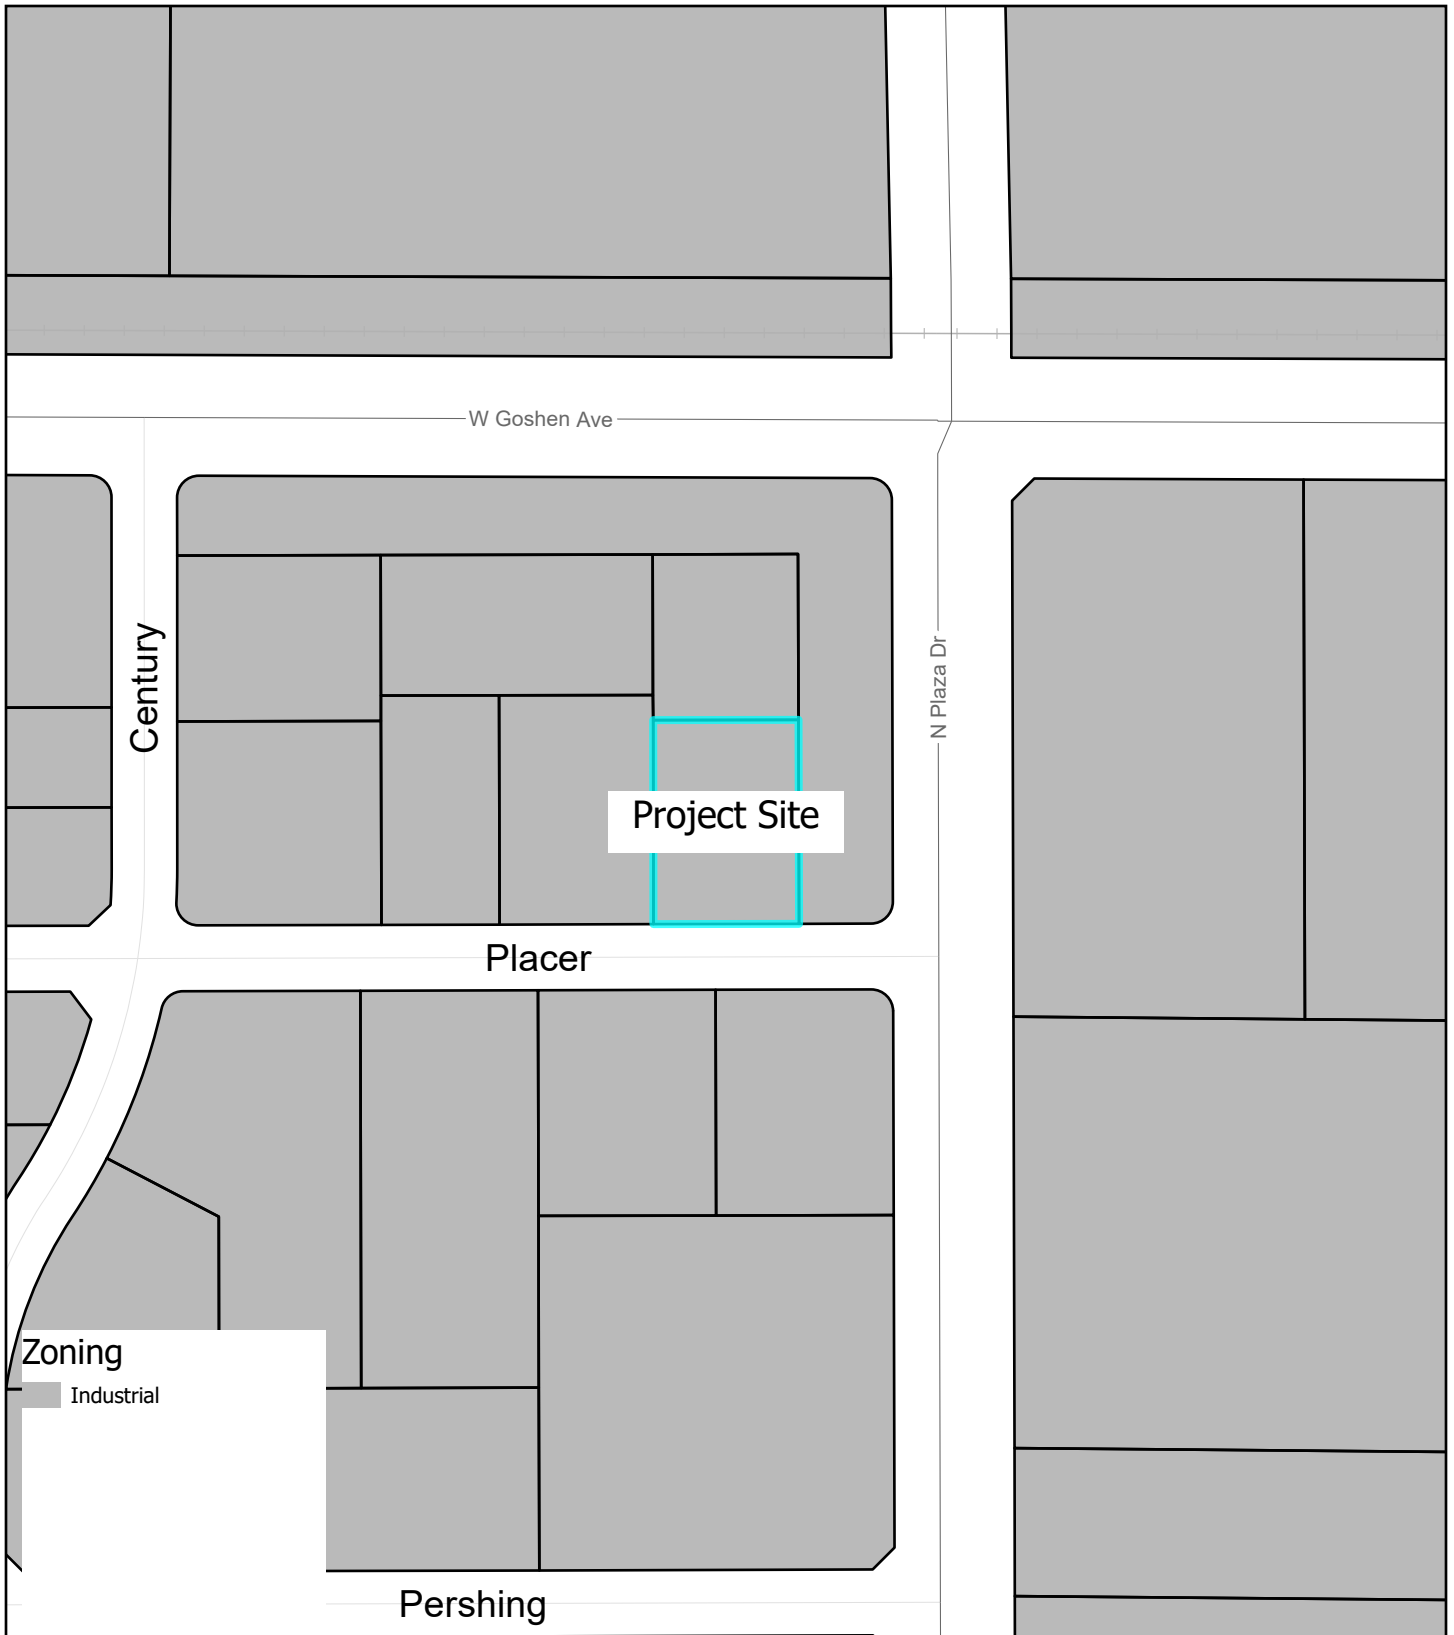 W Goshen Ave
Century
N Plaza Dr
Project Site
Placer
Zoning
Industrial
Pershing